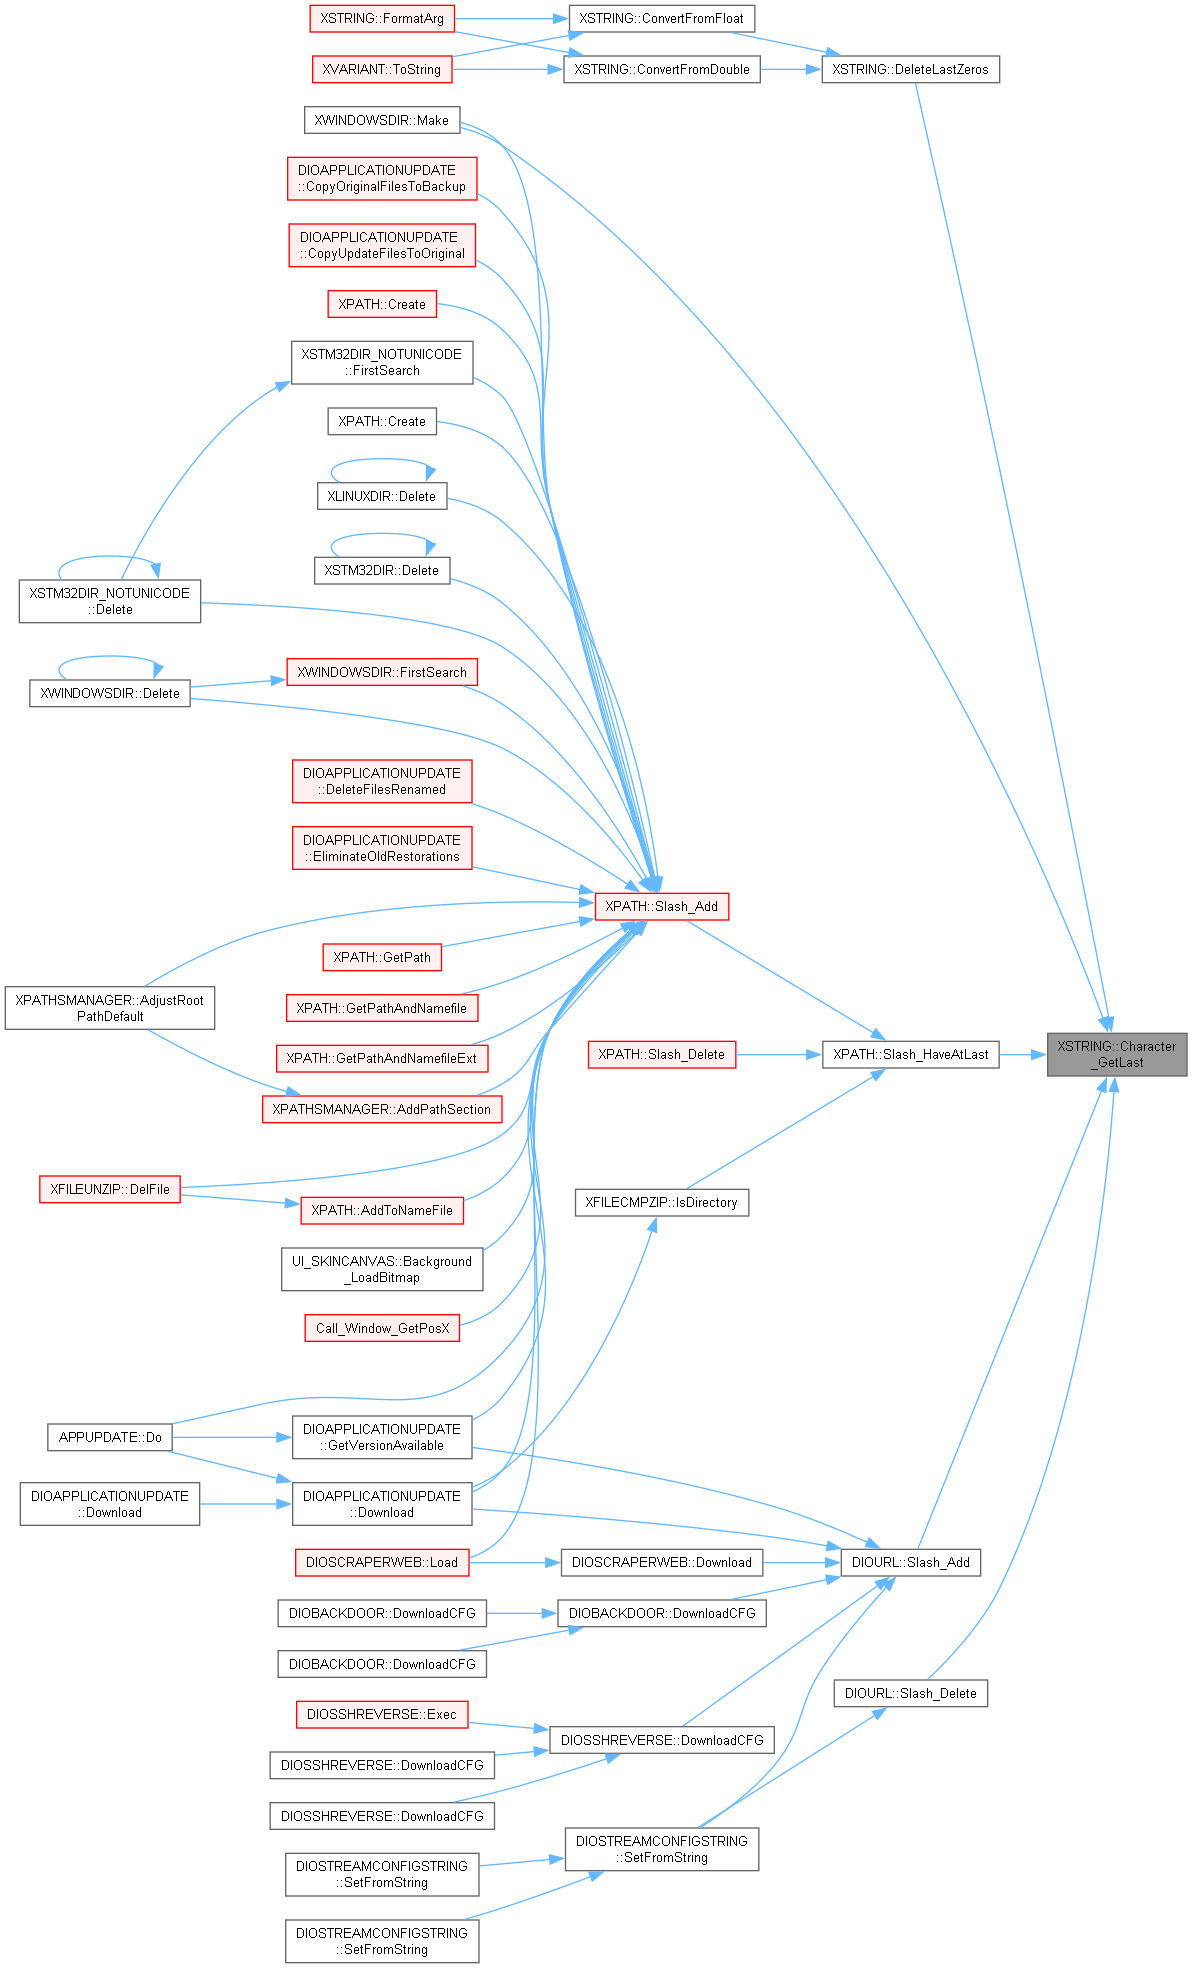 XSTRING::FormatArg
XSTRING::ConvertFromFloat
XVARIANT::ToString
XSTRING::ConvertFromDouble
XSTRING::DeleteLastZeros
XWINDOWSDIR::Make
DIOAPPLICATIONUPDATE
::CopyOriginalFilesToBackup
DIOAPPLICATIONUPDATE
::CopyUpdateFilesToOriginal
XPATH::Create
XSTM32DIR_NOTUNICODE
::FirstSearch
XPATH::Create
XLINUXDIR::Delete
XSTM32DIR::Delete
XSTM32DIR_NOTUNICODE
::Delete
XWINDOWSDIR::FirstSearch
XWINDOWSDIR::Delete
DIOAPPLICATIONUPDATE
::DeleteFilesRenamed
DIOAPPLICATIONUPDATE
::EliminateOldRestorations
XPATH::Slash_Add
XPATH::GetPath
XPATHSMANAGER::AdjustRoot
PathDefault
XPATH::GetPathAndNamefile
XPATH::GetPathAndNamefileExt
XPATH::Slash_Delete
XPATH::Slash_HaveAtLast
XSTRING::Character
_GetLast
XPATHSMANAGER::AddPathSection
XFILEUNZIP::DelFile
XPATH::AddToNameFile
XFILECMPZIP::IsDirectory
UI_SKINCANVAS::Background
_LoadBitmap
Call_Window_GetPosX
APPUPDATE::Do
DIOAPPLICATIONUPDATE
::GetVersionAvailable
DIOAPPLICATIONUPDATE
::Download
DIOAPPLICATIONUPDATE
::Download
DIOSCRAPERWEB::Load
DIOSCRAPERWEB::Download
DIOURL::Slash_Add
DIOBACKDOOR::DownloadCFG
DIOBACKDOOR::DownloadCFG
DIOBACKDOOR::DownloadCFG
DIOURL::Slash_Delete
DIOSSHREVERSE::Exec
DIOSSHREVERSE::DownloadCFG
DIOSSHREVERSE::DownloadCFG
DIOSSHREVERSE::DownloadCFG
DIOSTREAMCONFIGSTRING
::SetFromString
DIOSTREAMCONFIGSTRING
::SetFromString
DIOSTREAMCONFIGSTRING
::SetFromString